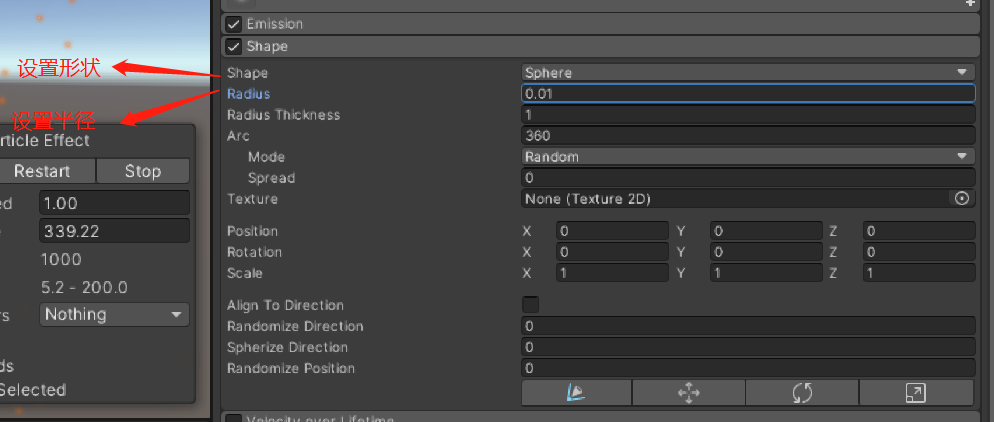 Emission
Shape
设置形状
Shape
Sphere
Radius
0.01
Radius Thickness
1
设置半径
Arc
360
rticle Effect
Mode
Random
Restart
Stop
Spread
0
ed
1.00
Texture
None (Texture 2D)
339.22
Position
X
0
Y
0
Z
0
Rotation
X
0
Y
0
Z
0
1000
Scale
X
1
Y
1
Z
1
5.2 - 200.0
rs
Nothing
Align To Direction
Randomize Direction
0
Spherize Direction
0
ds
Randomize Position
0
Selected
Velocity over Lifetime